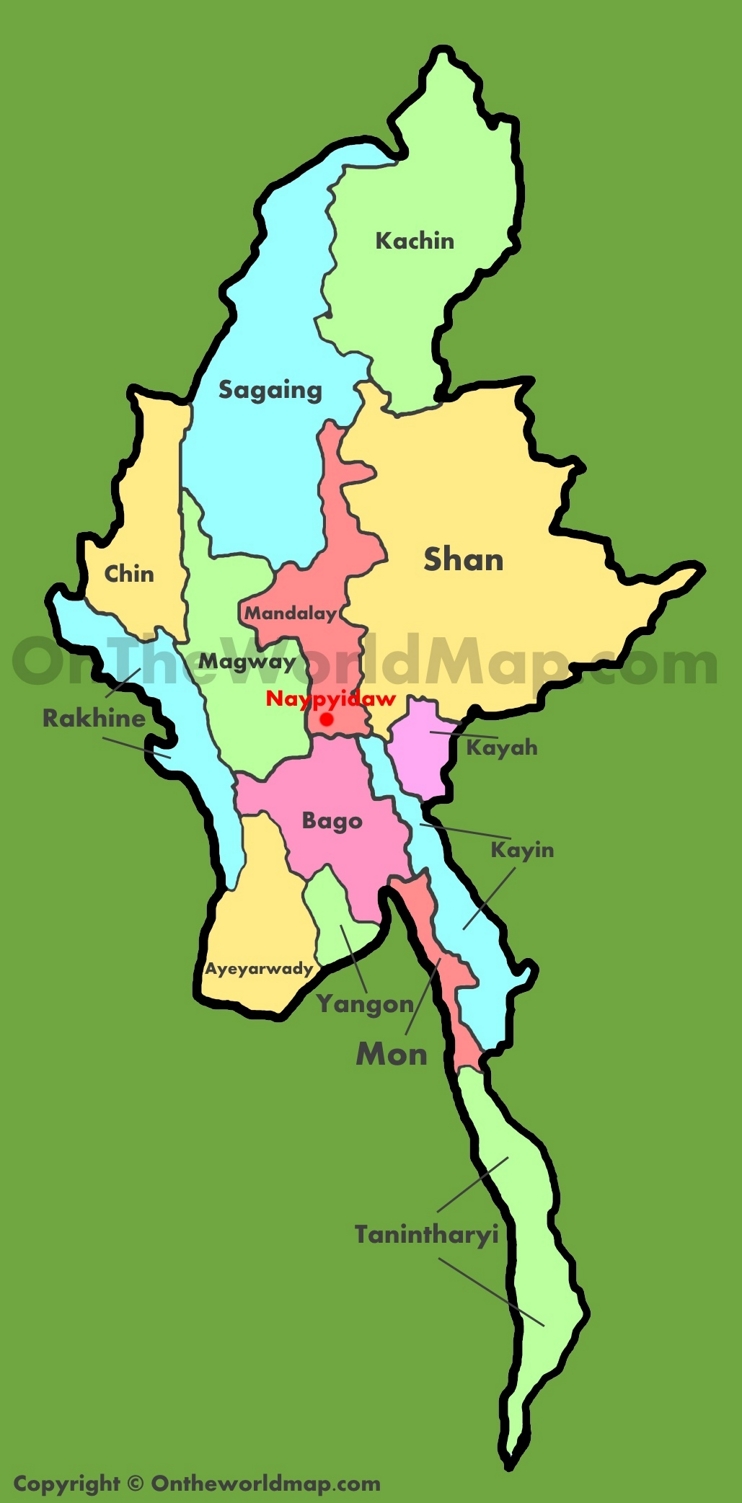 Kachin
Sagaing
Shan
Chin
Mandalay
OnTheWorldMap.com
Magway
Naypyidaw
Rakhine
Kayah
Bago
Kayin
Ayeyarwady
Yangon
Mon
Tanintharyi
Copyright © Ontheworldmap.com